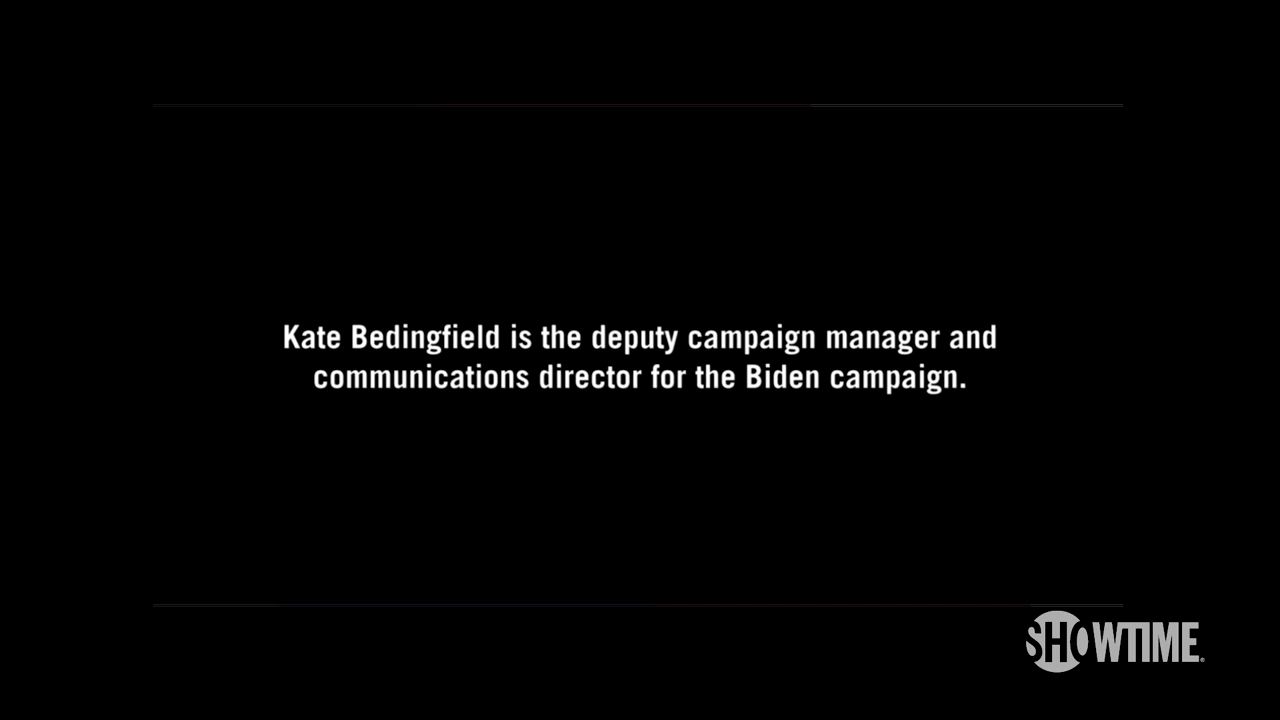 Kate Bedingfield is the deputy campaign manager and
communications director for the Biden campaign.
SHOWTIME